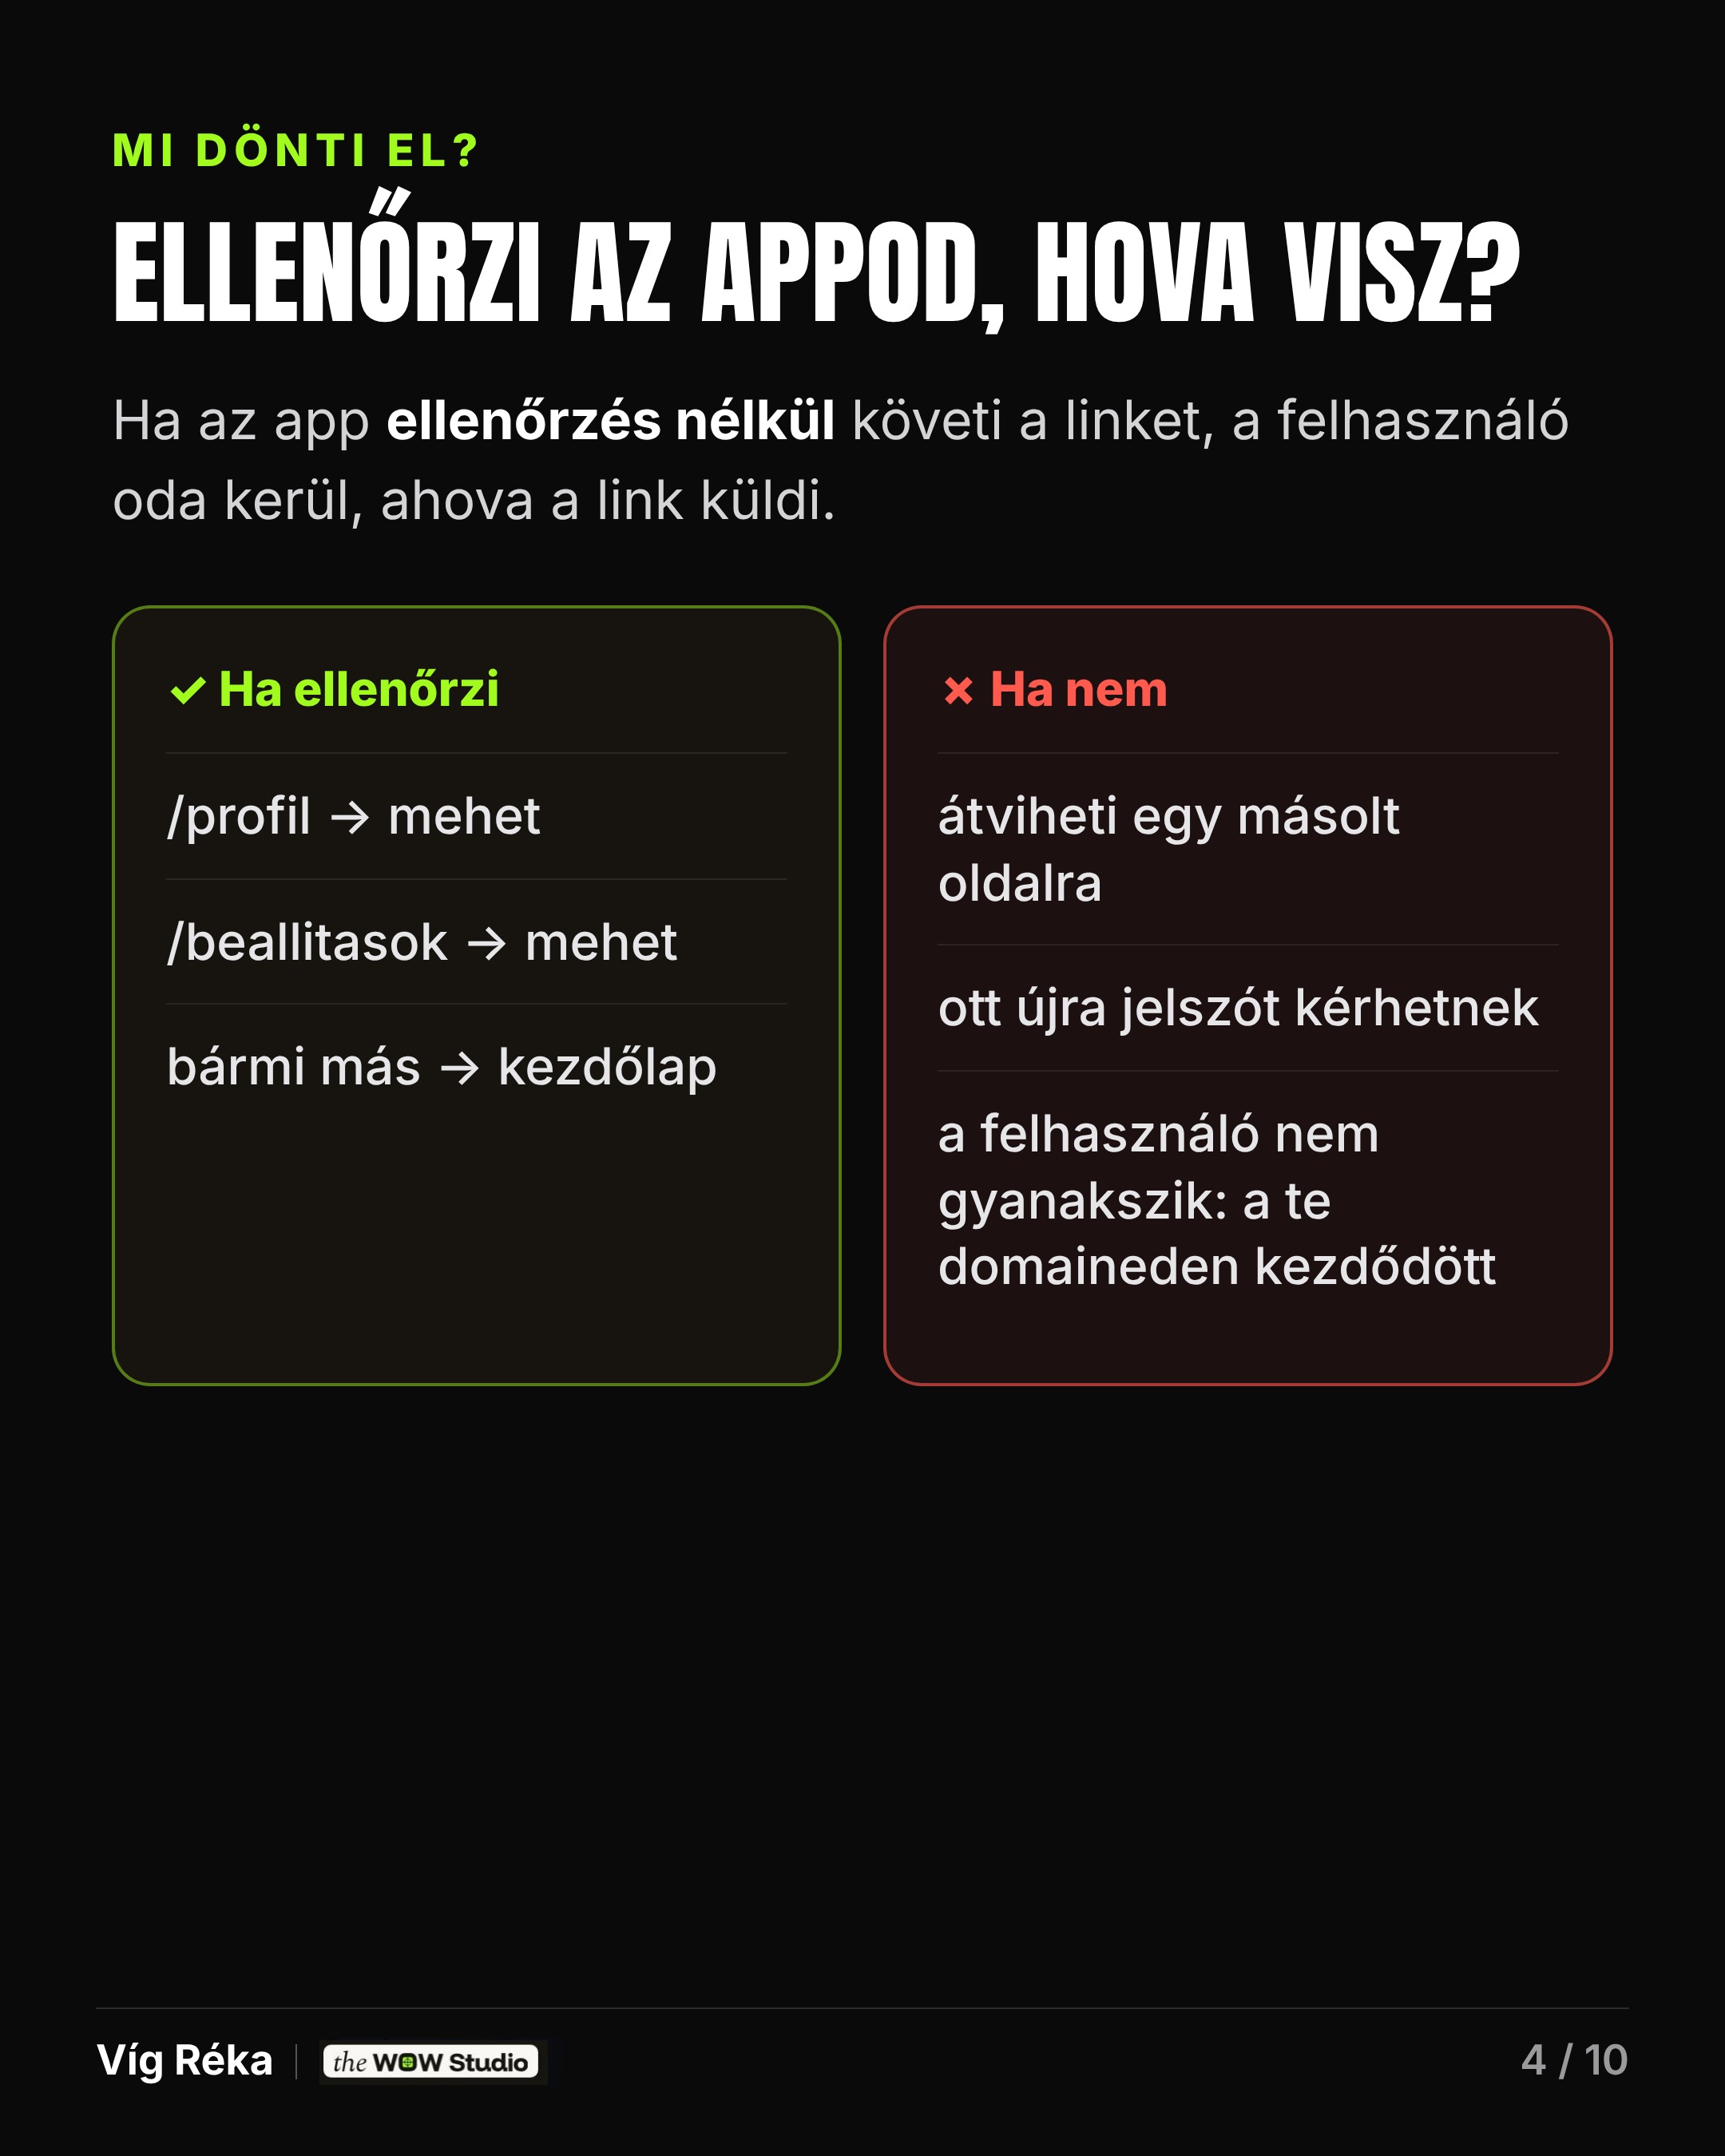 MI DÖNTI EL?
ELLENŐRZI AZ APPOD, HOVA VISZ?
Ha az app ellenőrzés nélkül követi a linket, a felhasználó
oda kerül, ahova a link küldi.
✓ Ha ellenőrzi
/profil → mehet
/beallitasok → mehet
bármi más → kezdőlap
✕ Ha nem
átviheti egy másolt
oldalra
ott újra jelszót kérhetnek
a felhasználó nem
gyanakszik: a te
domaineden kezdődött
Víg Réka
the WOW Studio
4 / 10